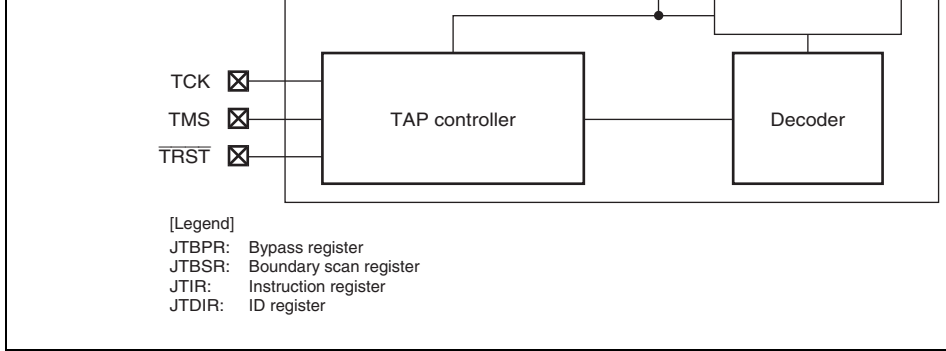 TCK
TMS
TRST
TAP controller
Decoder
[Legend]
JTBPR: Bypass register
JTBSR: Boundary scan register
JTIR: Instruction register
JTDIR: ID register